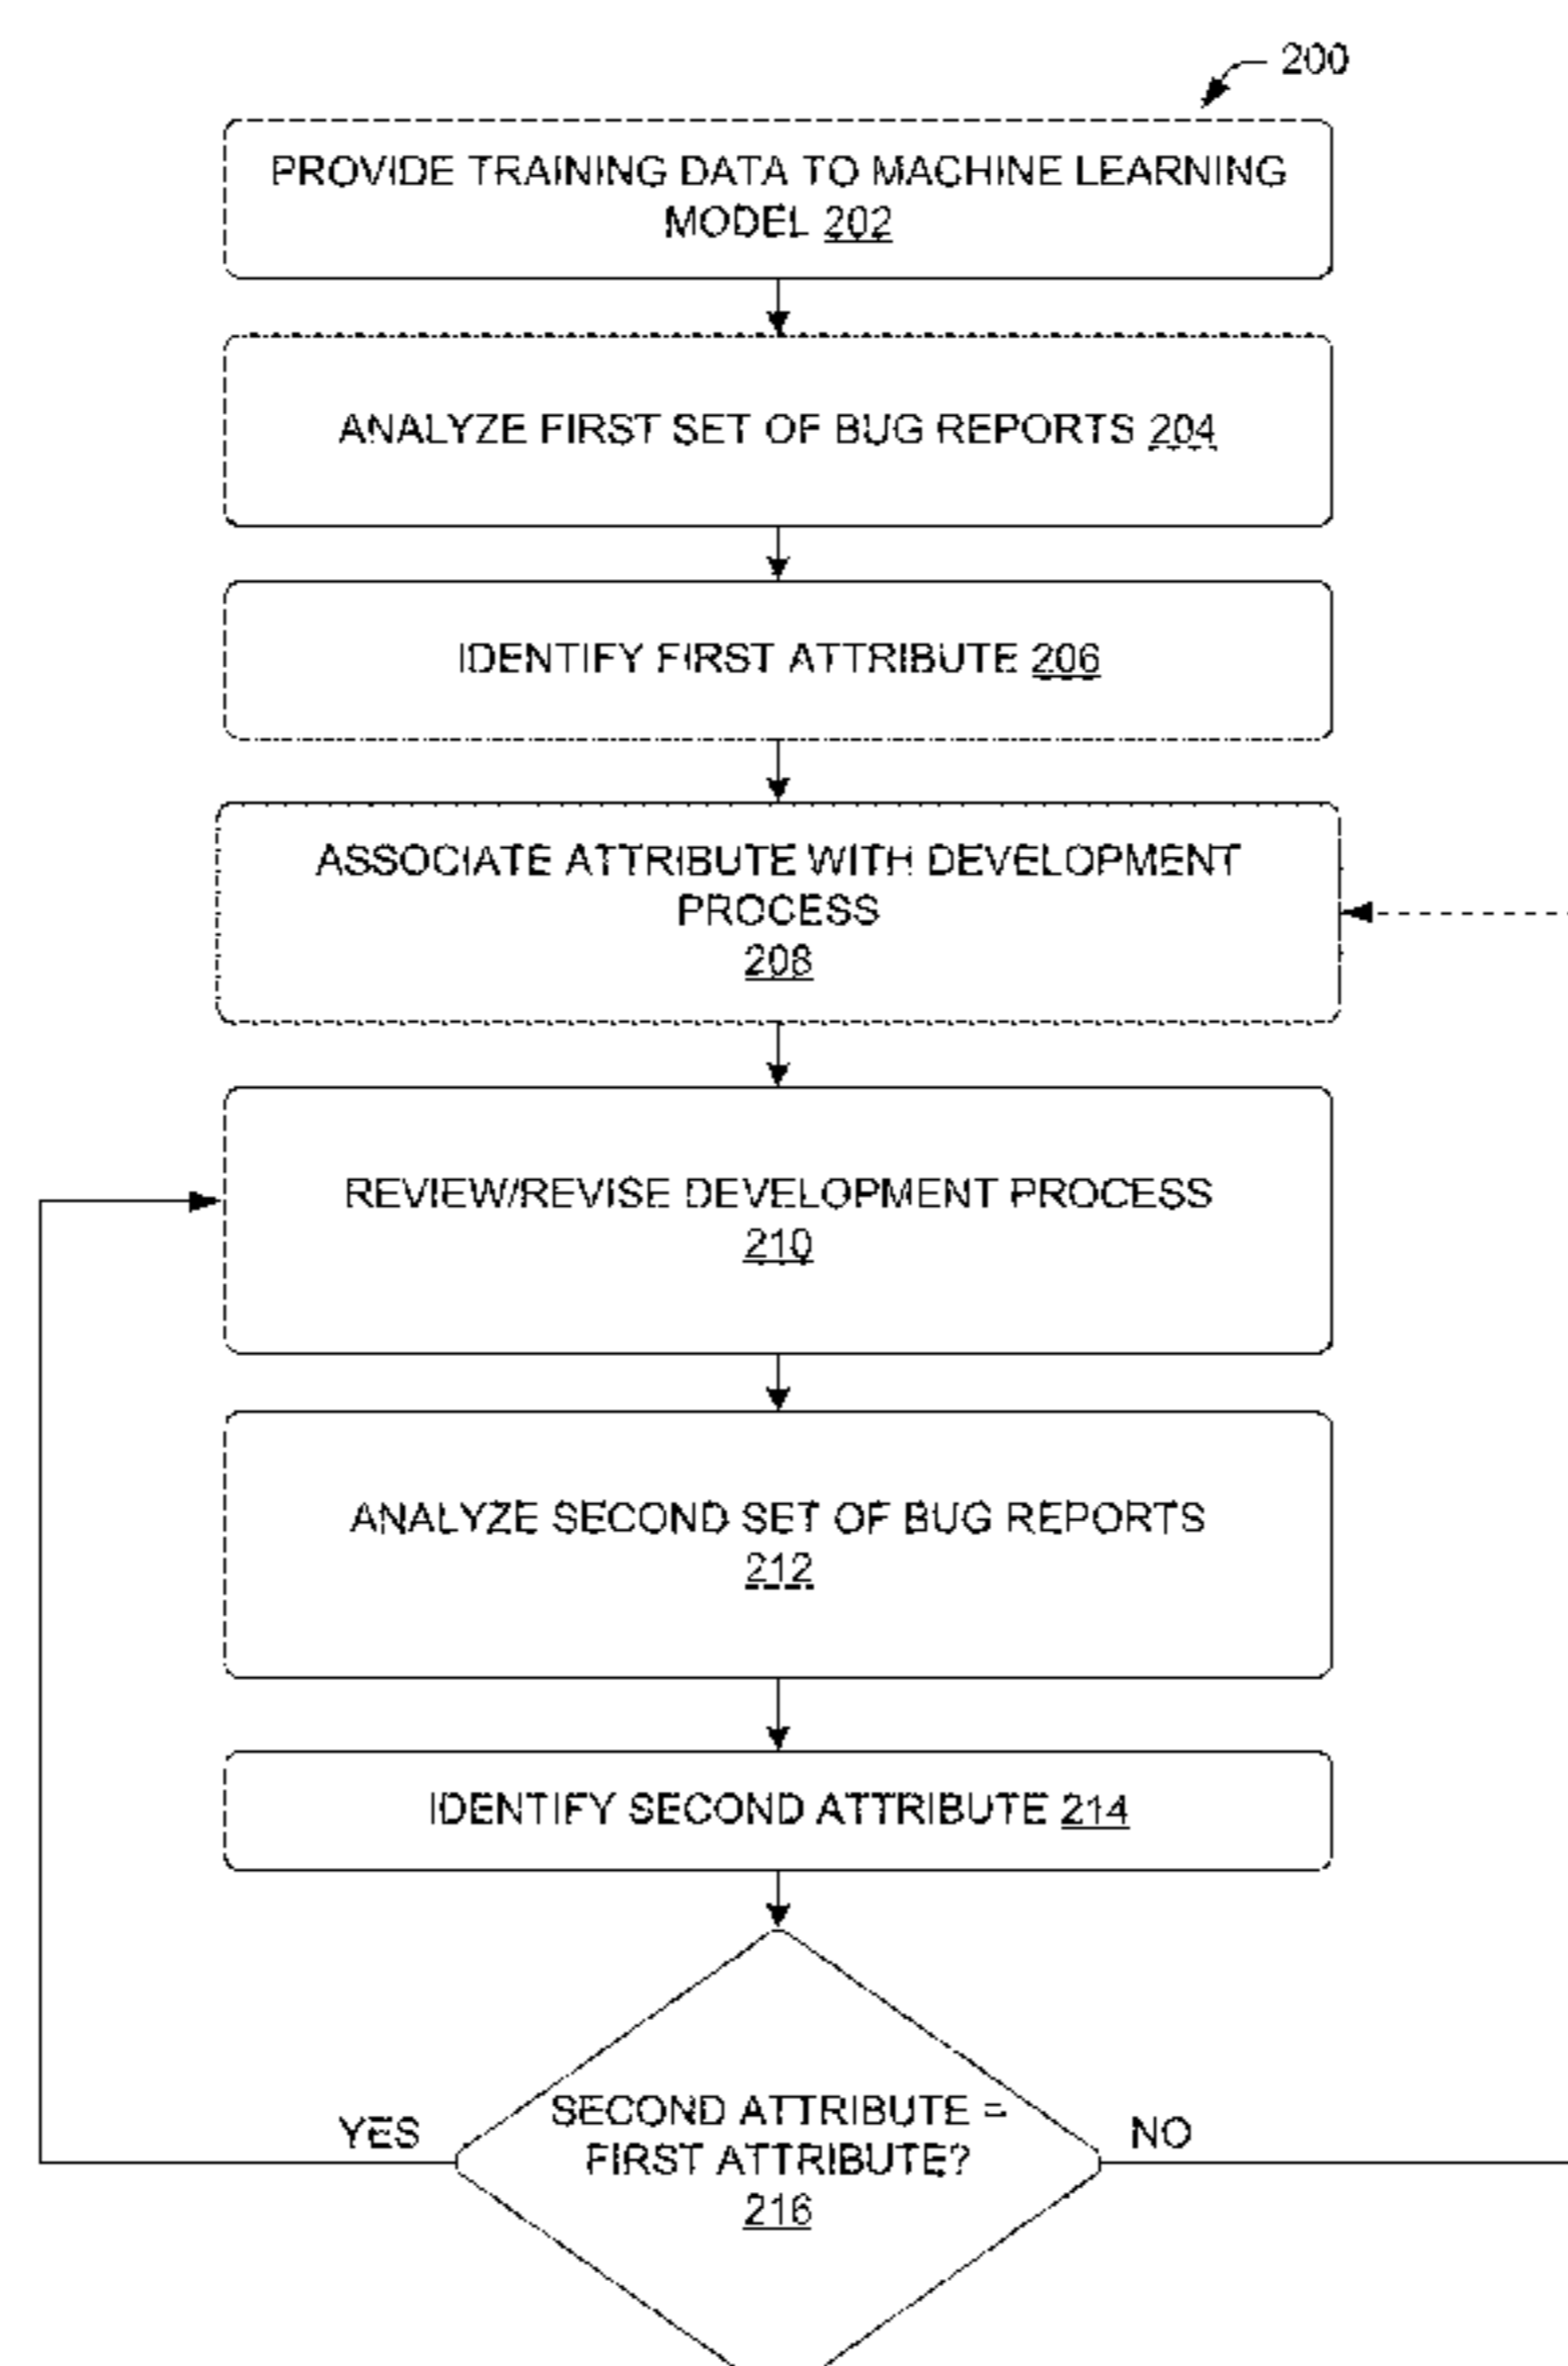 200
PROVIDE TRAINING DATA TO MACHINE LEARNING
MODEL 202
ANALYZE FIRST SET OF BUG REPORTS 204
IDENTIFY FIRST ATTRIBUTE 206
ASSOCIATE ATTRIBUTE WITH DEVELOPMENT
PROCESS
208
REVIEW/REVISE DEVELOPMENT PROCESS
210
ANALYZE SECOND SET OF BUG REPORTS
212
IDENTIFY SECOND ATTRIBUTE 214
YES
SECOND ATTRIBUTE =
FIRST ATTRIBUTE?
216
NO